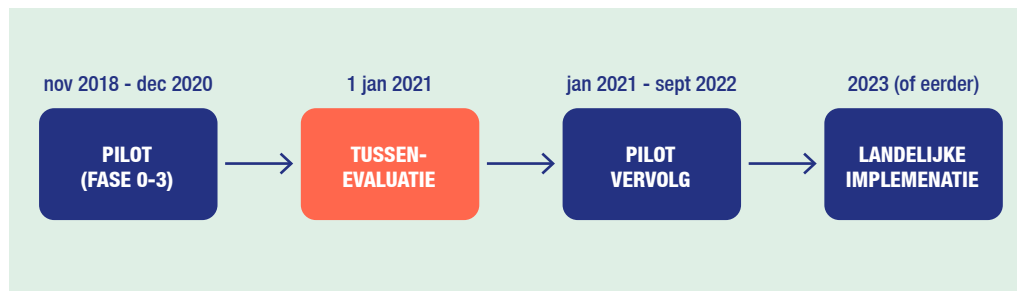 nov 2018 - dec 2020
1 jan 2021
jan 2021 - sept 2022
2023 (of eerder)
PILOT
(FASE 0-3)
TUSSEN-
EVALUATIE
PILOT
VERVOLG
LANDELIJKE
IMPLEMENATIE